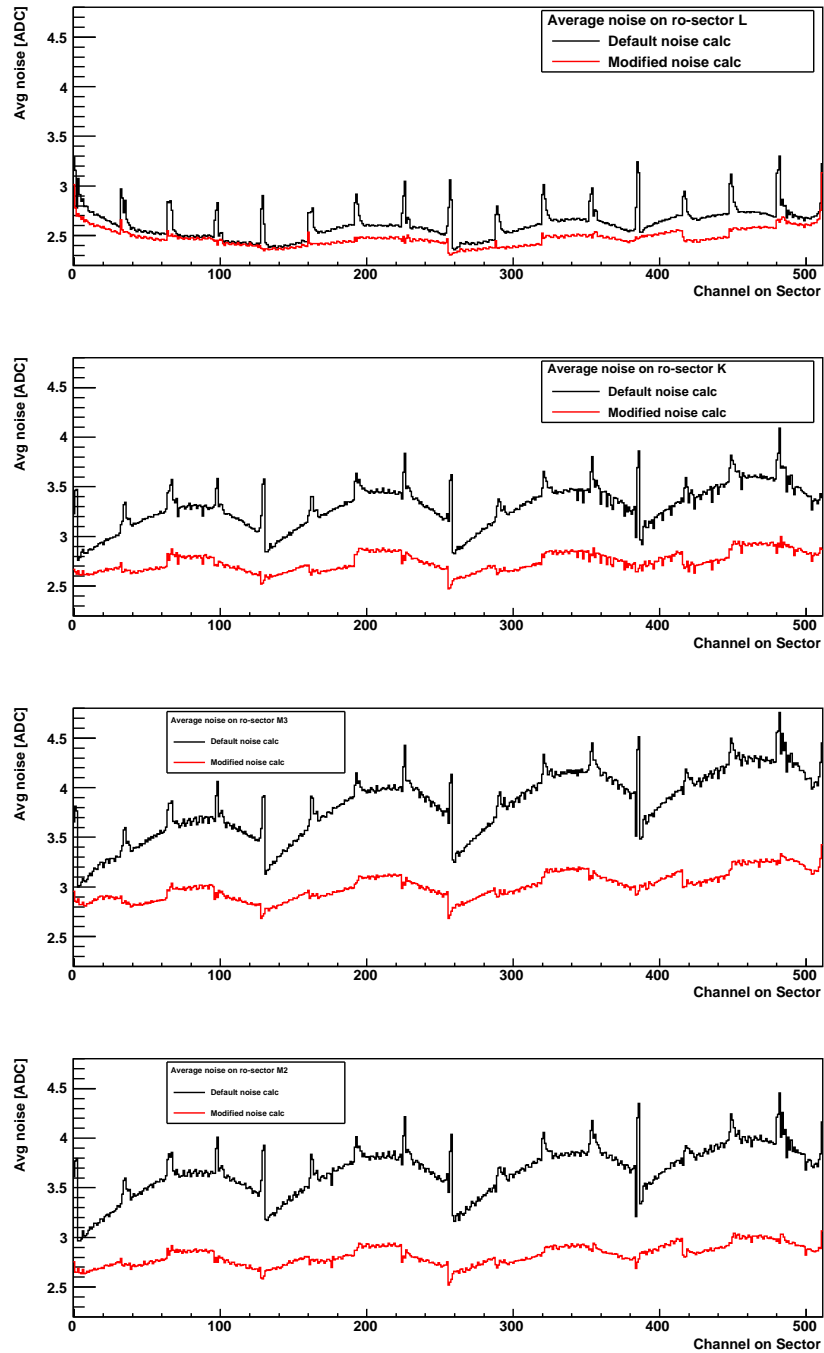 Avg noise [ADC]
Average noise on ro-sector L
Default noise calc
Modified noise calc
4.5
4
3.5
3
2.5
0 100 200 300 400 500
Channel on Sector
Avg noise [ADC]
Average noise on ro-sector K
Default noise calc
Modified noise calc
4.5
4
3.5
3
2.5
0 100 200 300 400 500
Channel on Sector
Avg noise [ADC]
Average noise on ro-sector M3
Default noise calc
Modified noise calc
4.5
4
3.5
3
2.5
0 100 200 300 400 500
Channel on Sector
Avg noise [ADC]
Average noise on ro-sector M2
Default noise calc
Modified noise calc
4.5
4
3.5
3
2.5
0 100 200 300 400 500
Channel on Sector